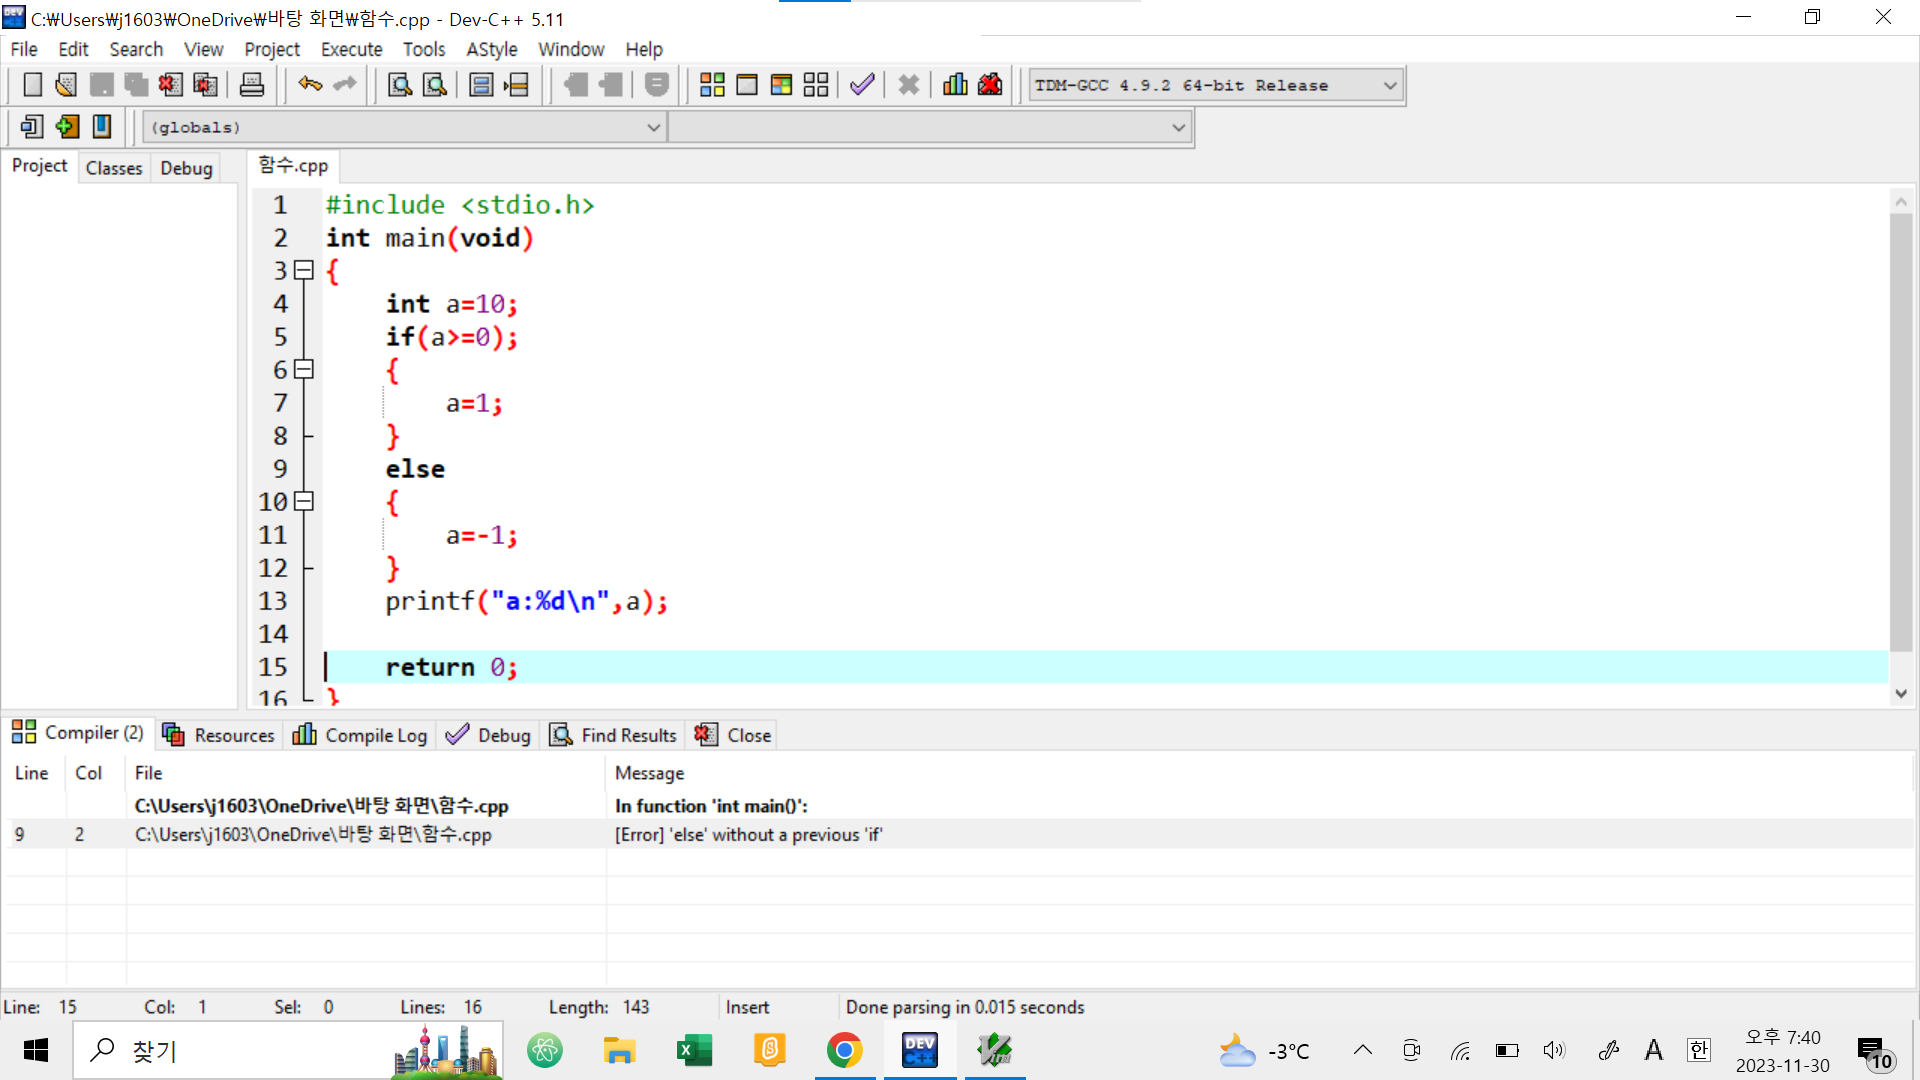 C:₩Users₩j1603₩OneDrive₩바탕 화면₩함수.cpp - Dev-C++ 5.11
File Edit Search View Project Execute Tools AStyle Window Help
TDM-GCC 4.9.2 64-bit Release
(globals)
Project Classes Debug
함수.cpp
1 #include <stdio.h>
2 int main(void)
3 {
4 int a=10;
5 if(a>=0);
6 {
7 a=1;
8 }
9 else
10 {
11 a=-1;
12 }
13 printf("a:%d\n",a);
14
15 return 0;
16 }
Compiler (2) Resources Compile Log Debug Find Results Close
Line Col File Message
C:\Users\j1603\OneDrive\바탕 화면\함수.cpp In function 'int main()':
9 2 C:\Users\j1603\OneDrive\바탕 화면\함수.cpp [Error] 'else' without a previous 'if'
Line: 15 Col: 1 Sel: 0 Lines: 16 Length: 143 Insert Done parsing in 0.015 seconds
찾기
DEV C++
-3°C
A
한
오후 7:40
2023-11-30
10